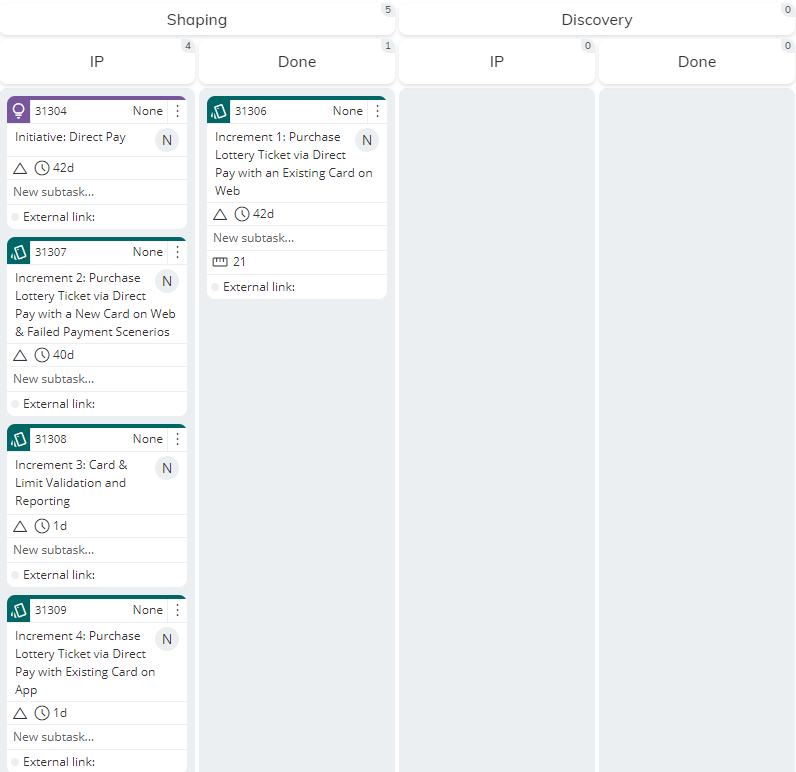 Shaping
5
Discovery
0
IP
4
Done
1
IP
0
Done
0
31304 None
Initiative: Direct Pay
N
42d
New subtask...
External link:
31307 None
Increment 2: Purchase
Lottery Ticket via Direct
Pay with a New Card on Web
& Failed Payment Scenerios
N
40d
New subtask...
External link:
31308 None
Increment 3: Card &
Limit Validation and
Reporting
N
1d
New subtask...
External link:
31309 None
Increment 4: Purchase
Lottery Ticket via Direct
Pay with Existing Card on
App
N
1d
New subtask...
External link:
31306 None
Increment 1: Purchase
Lottery Ticket via Direct
Pay with an Existing Card on
Web
N
42d
New subtask...
21
External link: